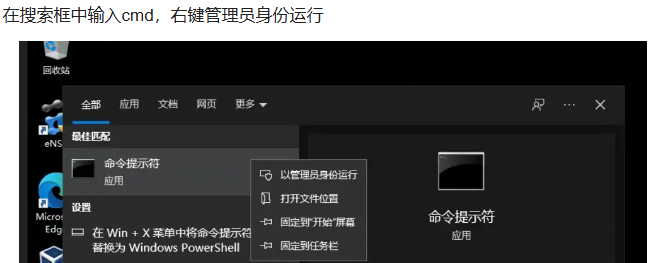 在搜索框中输入cmd，右键管理员身份运行
回收站
全部 应用 文档 网页 更多
eNS
最佳匹配
命令提示符
应用
以管理员身份运行
打开文件位置
固定到"开始"屏幕
固定到任务栏
设置
Microsoft
Edge
在 Win + X 菜单中将命令提示符
替换为 Windows PowerShell
命令提示符
应用